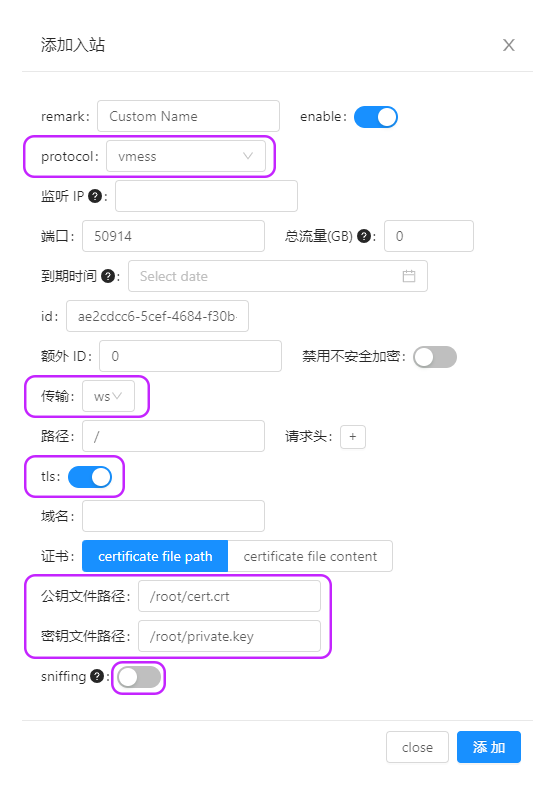 添加入站
remark: Custom Name enable:
protocol: vmess
监听 IP ?:
端口: 50914 总流量(GB) ?: 0
到期时间 ?: Select date
id: ae2cdcc6-5cef-4684-f30b
额外 ID: 0 禁用不安全加密:
传输: ws
路径: / 请求头: +
tls:
域名:
证书: certificate file path certificate file content
公钥文件路径: /root/cert.crt
密钥文件路径: /root/private.key
sniffing ?:
close 添 加